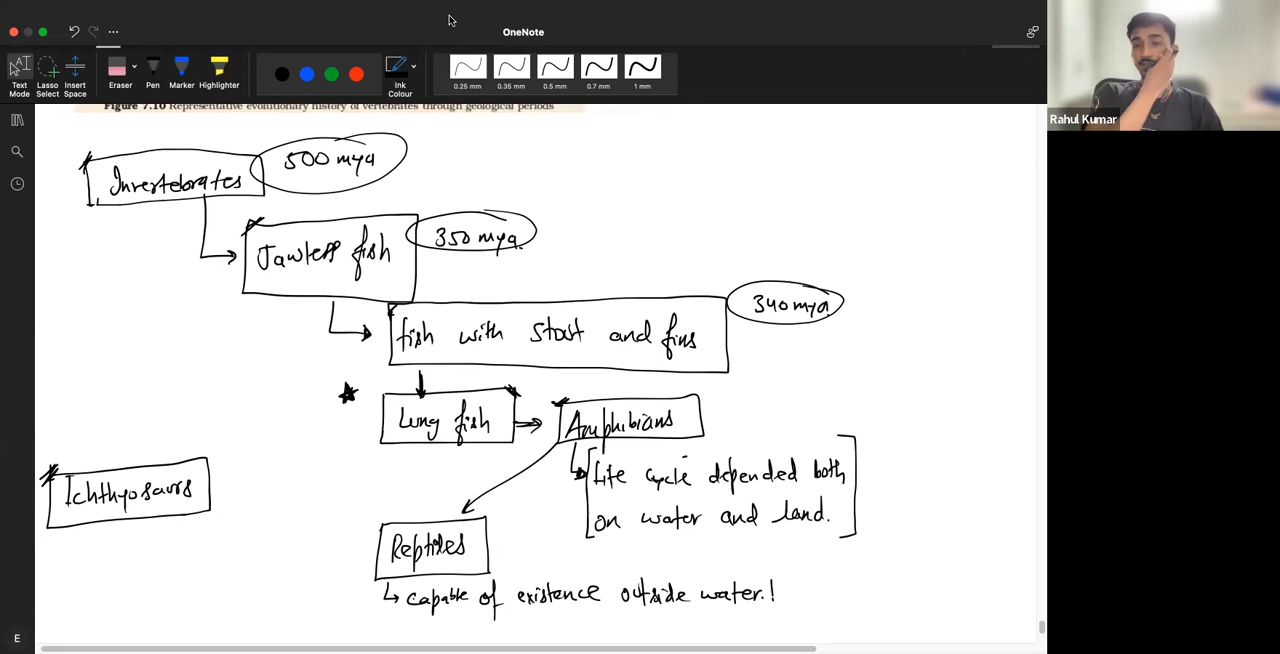 OneNote
Text Mode
Lasso Select
Insert Space
Eraser
Pen
Marker
Highlighter
Ink Colour
0.25 mm
0.35 mm
0.5 mm
0.7 mm
1 mm
Rahul Kumar
Figure 7.10 Representative evolutionary history of vertebrates through geological periods
Invertebrates
500 mya
Jawless fish
350 mya
fish with stout and fins
340 mya
Lung fish
Amphibians
Life cycle depended both
on water and land.
Ichthyosaurs
Reptiles
capable of existence outside water.!
E